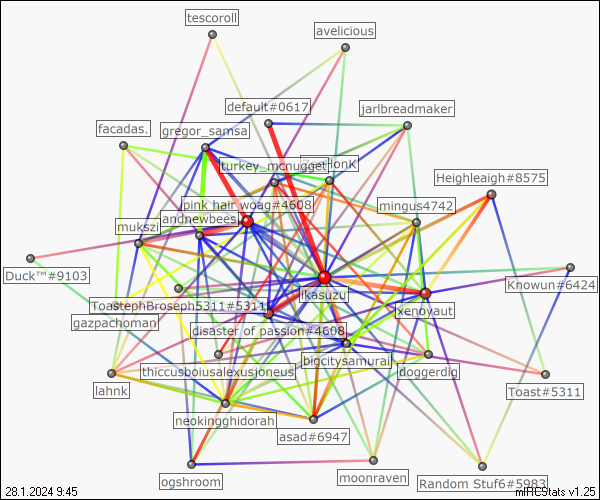 tescoroll
avelicious
default#0617
jarlbreadmaker
facadas.
gregor_samsa
turkey_mcnugget
Heighleaigh#8575
pink hair woag#4608
mingus4742
andnewbees
mukszi
Duck™#9103
Knowun#6424
likasuzu
ToastephBroseph5311#5311
xenovaut
gazpachoman
disaster of passion#4608
bigcitysamurai
thiccusboiusalexusjoneus
doggerdig
lahnk
Toast#5311
neokingghidorah
asad#6947
ogshroom
moonraven
Random Stuf6#5983
28.1.2024 9:45
mIRCStats v1.25